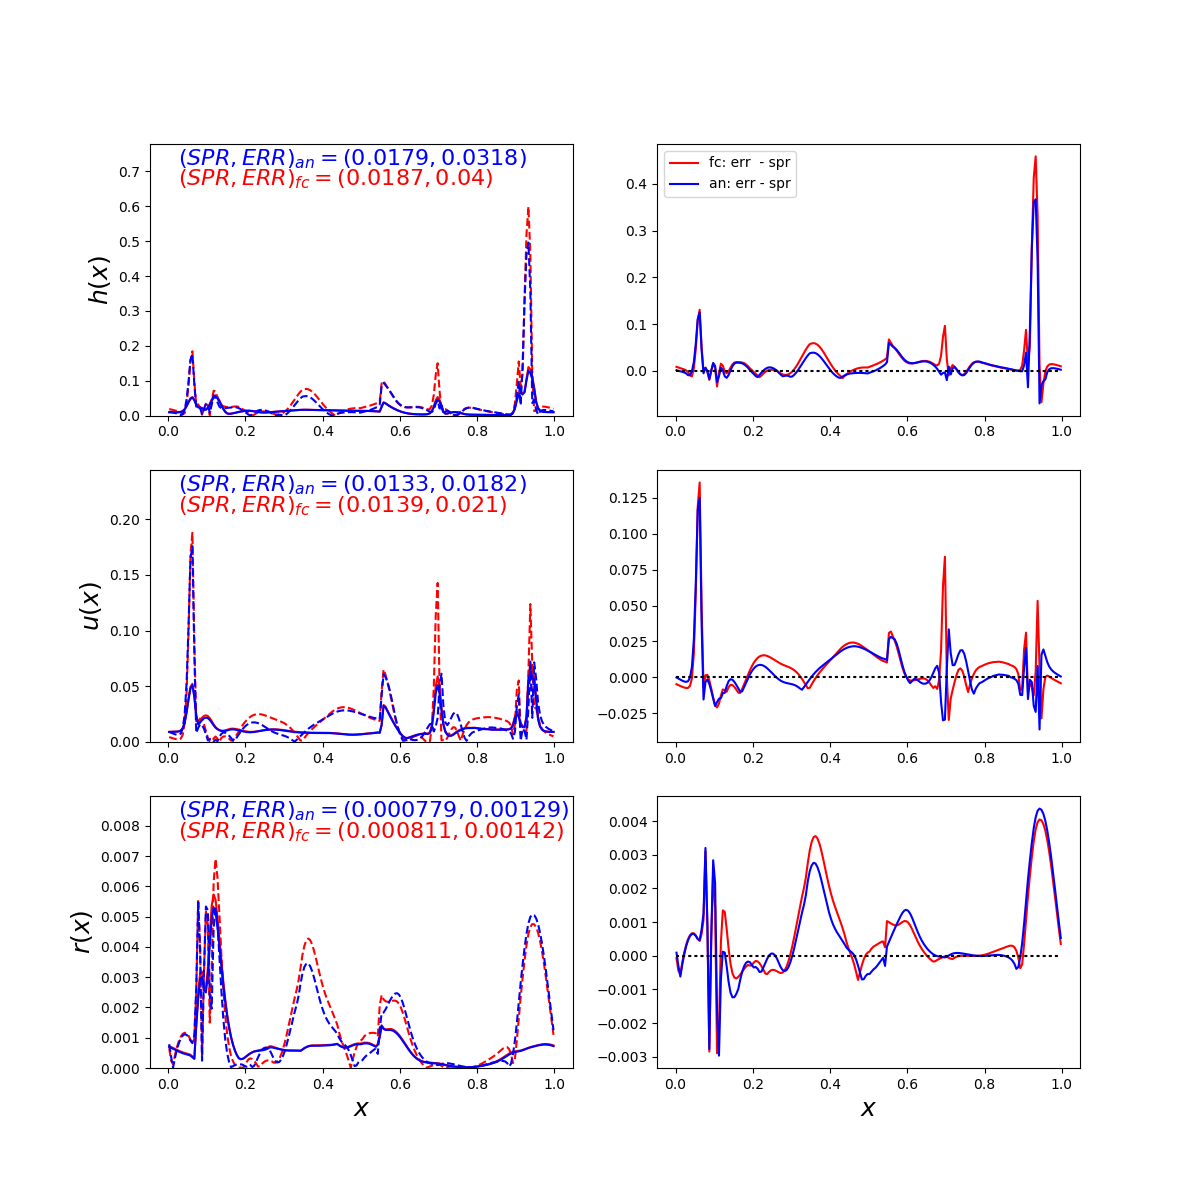 (SPR, ERR)an = (0.0179, 0.0318)
(SPR, ERR)fc = (0.0187, 0.04)
h(x)
0.7
0.6
0.5
0.4
0.3
0.2
0.1
0.0
0.0 0.2 0.4 0.6 0.8 1.0
fc: err - spr
an: err - spr
0.4
0.3
0.2
0.1
0.0
0.0 0.2 0.4 0.6 0.8 1.0
(SPR, ERR)an = (0.0133, 0.0182)
(SPR, ERR)fc = (0.0139, 0.021)
u(x)
0.20
0.15
0.10
0.05
0.00
0.0 0.2 0.4 0.6 0.8 1.0
0.125
0.100
0.075
0.050
0.025
0.000
−0.025
0.0 0.2 0.4 0.6 0.8 1.0
(SPR, ERR)an = (0.000779, 0.00129)
(SPR, ERR)fc = (0.000811, 0.00142)
r(x)
0.008
0.007
0.006
0.005
0.004
0.003
0.002
0.001
0.000
0.0 0.2 0.4 0.6 0.8 1.0
x
0.004
0.003
0.002
0.001
0.000
−0.001
−0.002
−0.003
0.0 0.2 0.4 0.6 0.8 1.0
x